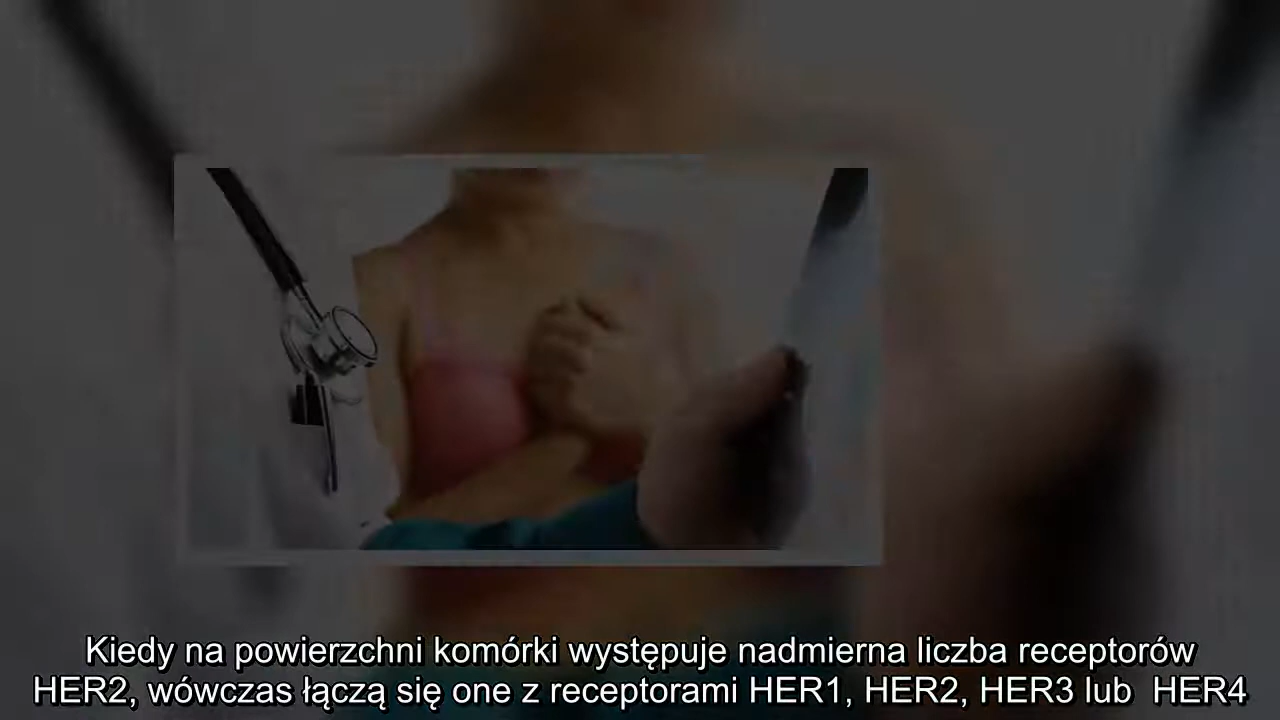 Kiedy na powierzchni komórki występuje nadmierna liczba receptorów
HER2, wówczas łączą się one z receptorami HER1, HER2, HER3 lub HER4